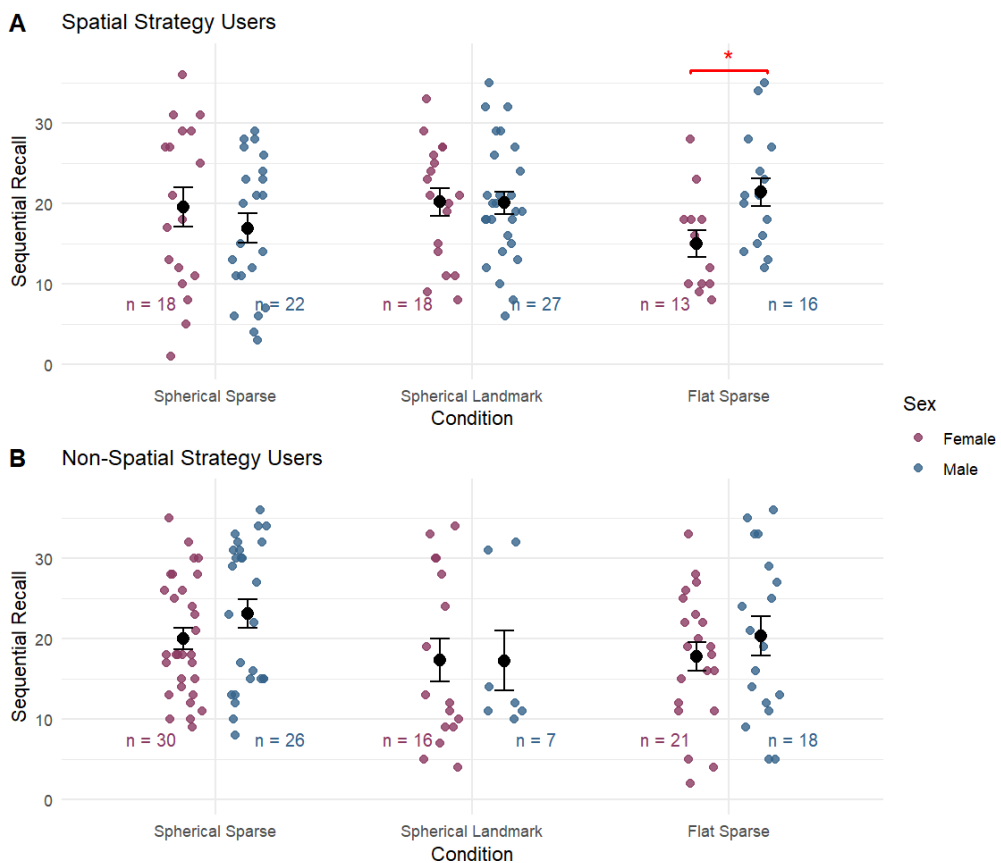 A Spatial Strategy Users
*
Sequential Recall
30
20
10
0
n = 18
n = 22
n = 18
n = 27
n = 13
n = 16
Spherical Sparse
Spherical Landmark
Flat Sparse
Condition
Sex
Female
Male
B Non-Spatial Strategy Users
Sequential Recall
30
20
10
0
n = 30
n = 26
n = 16
n = 7
n = 21
n = 18
Spherical Sparse
Spherical Landmark
Flat Sparse
Condition